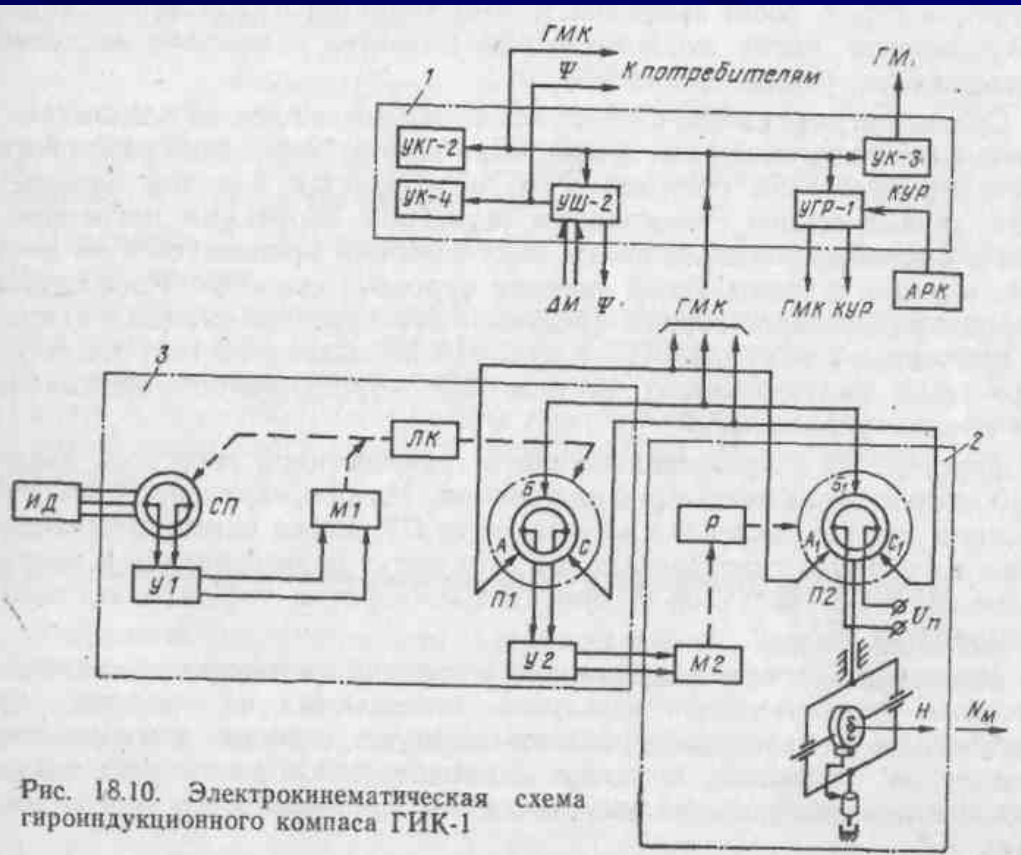 ГМК
Ψ К потребителям
ГМ.
1
УКГ-2
УК-3
УК-4
УШ-2
УГР-1
КУР
АРК
ΔМ Ψ
ГМК КУР
ГМК
3
2
ЛК
ИД
СП
М1
У1
Б
А
С
П1
У2
Р
М2
Б₁
А₁
С₁
П2
Uп
H
Nм
Рис. 18.10. Электрокинематическая схема
гироиндукционного компаса ГИК-1